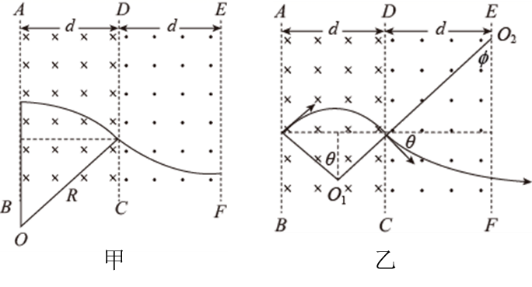 A D E A D E
d d d d O₂
ϕ
θ θ
B R C F O₁
O B C F
甲 乙